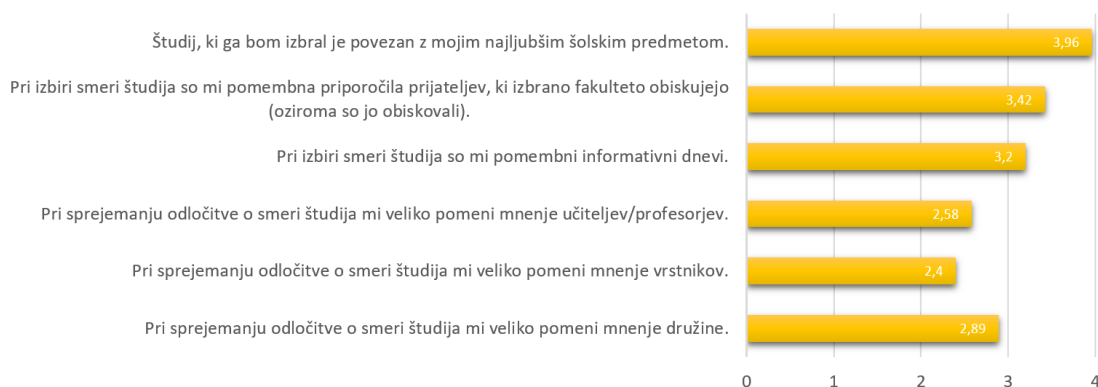 Študij, ki ga bom izbral je povezan z mojim najljubšim šolskim predmetom.
3,96
Pri izbiri smeri študija so mi pomembna priporočila prijateljev, ki izbrano fakulteto obiskujejo
(oziroma so jo obiskovali).
3,42
Pri izbiri smeri študija so mi pomembni informativni dnevi.
3,2
Pri sprejemanju odločitve o smeri študija mi veliko pomeni mnenje učiteljev/profesorjev.
2,58
Pri sprejemanju odločitve o smeri študija mi veliko pomeni mnenje vrstnikov.
2,4
Pri sprejemanju odločitve o smeri študija mi veliko pomeni mnenje družine.
2,89
0 1 2 3 4